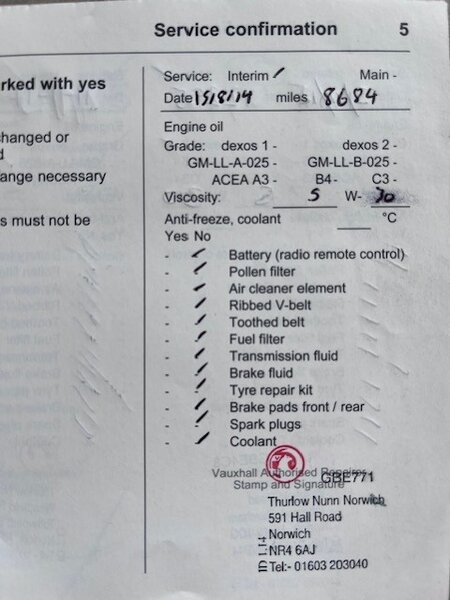 Service confirmation 5
rked with yes
changed or
d
ange necessary
s must not be
Service: Interim / Main -
Date 15/8/14 miles 8684
Engine oil
Grade: dexos 1 - dexos 2 -
GM-LL-A-025 - GM-LL-B-025 -
ACEA A3 - B4- C3 -
Viscosity: 5 W- 30
Anti-freeze, coolant ____ °C
Yes No
- / Battery (radio remote control)
- / Pollen filter
- / Air cleaner element
- / Ribbed V-belt
- / Toothed belt
- / Fuel filter
- / Transmission fluid
- / Brake fluid
- / Tyre repair kit
- / Brake pads front / rear
- / Spark plugs
- / Coolant
Vauxhall Authorised Repairer
GBE771
Stamp and Signature
Thurlow Nunn Norwich
591 Hall Road
Norwich
NR4 6AJ
Tel:- 01603 203040